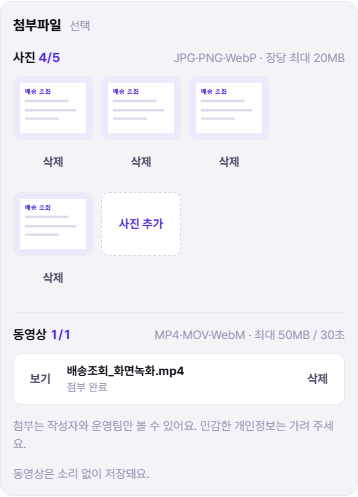 첨부파일 선택
사진 4/5 JPG·PNG·WebP · 장당 최대 20MB
배송 조회 배송 조회 배송 조회
삭제 삭제 삭제
배송 조회 사진 추가
삭제
동영상 1/1 MP4·MOV·WebM · 최대 50MB / 30초
보기 배송조회_화면녹화.mp4 삭제
첨부 완료
첨부는 작성자와 운영팀만 볼 수 있어요. 민감한 개인정보는 가려 주세
요.
동영상은 소리 없이 저장돼요.